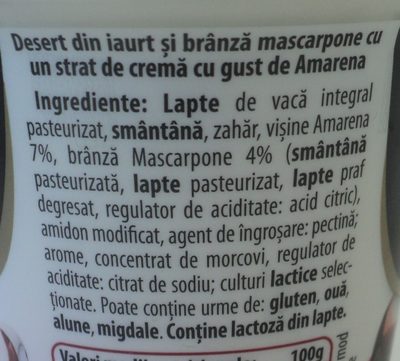 Desert din iaurt și brânză mascarpone cu
un strat de cremă cu gust de Amarena
Ingrediente: Lapte de vacă integral
pasteurizat, smântână, zahăr, vișine Amarena
7%, brânză Mascarpone 4% (smântână
pasteurizată, lapte pasteurizat, lapte praf
degresat, regulator de aciditate: acid citric),
amidon modificat, agent de îngroșare: pectină;
arome, concentrat de morcovi, regulator de
aciditate: citrat de sodiu; culturi lactice selec-
ționate. Poate conține urme de: gluten, ouă,
alune, migdale. Conține lactoză din lapte.
100g